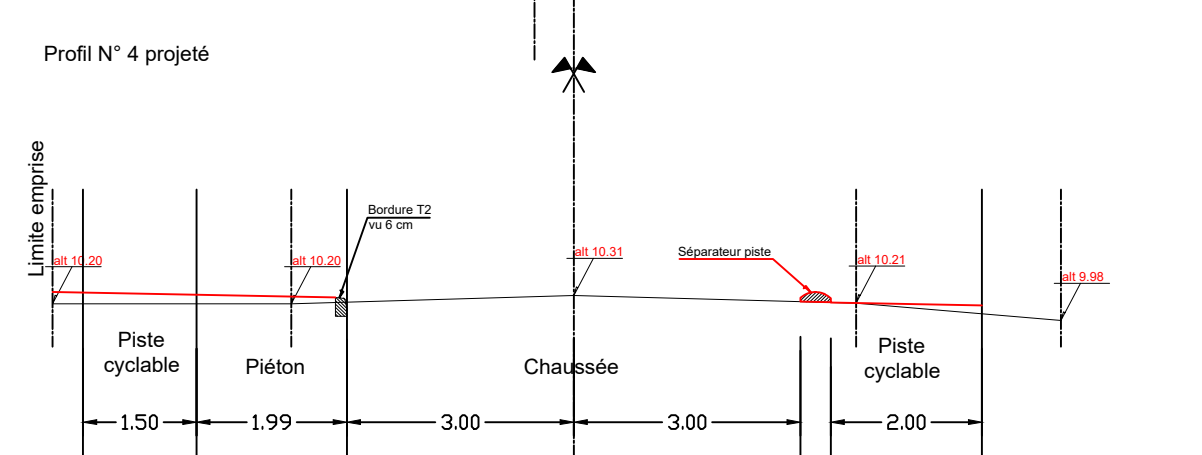 Profil N° 4 projeté
Limite emprise
Bordure T2
vu 6 cm
alt 10.20
alt 10.20
alt 10.31
Séparateur piste
alt 10.21
alt 9.98
Piste
cyclable
Piéton
Chaussée
Piste
cyclable
1.50
1.99
3.00
3.00
2.00